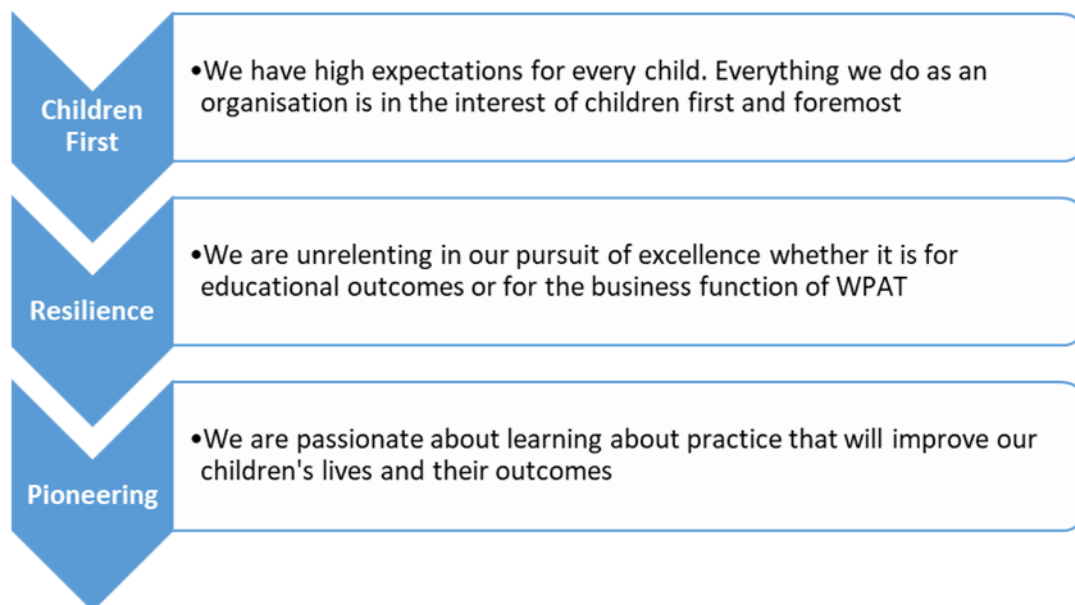 Children
First
•We have high expectations for every child. Everything we do as an
organisation is in the interest of children first and foremost
Resilience
•We are unrelenting in our pursuit of excellence whether it is for
educational outcomes or for the business function of WPAT
Pioneering
•We are passionate about learning about practice that will improve our
children's lives and their outcomes